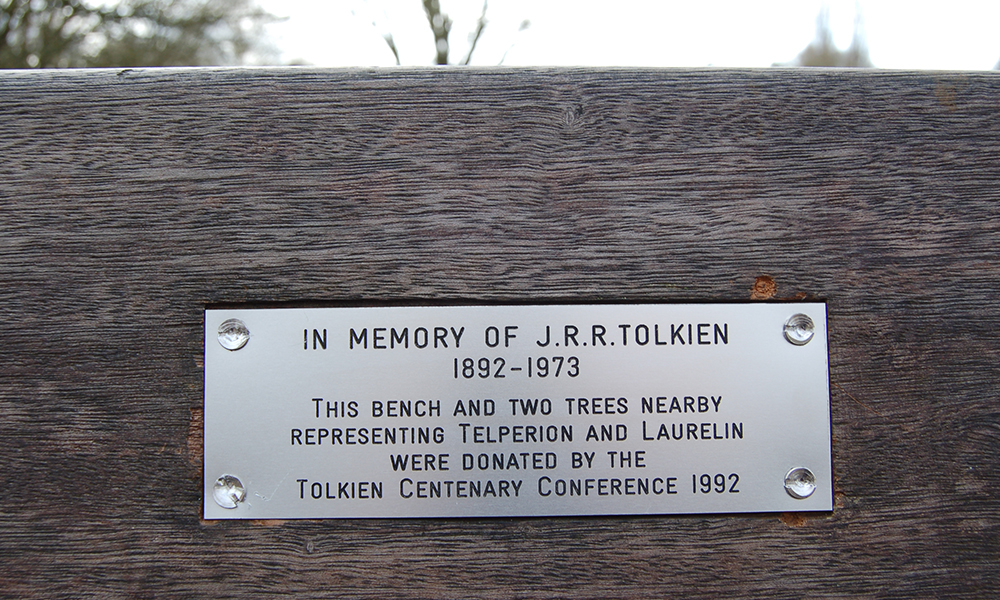 IN MEMORY OF J.R.R.TOLKIEN
1892-1973
THIS BENCH AND TWO TREES NEARBY
REPRESENTING TELPERION AND LAURELIN
WERE DONATED BY THE
TOLKIEN CENTENARY CONFERENCE 1992